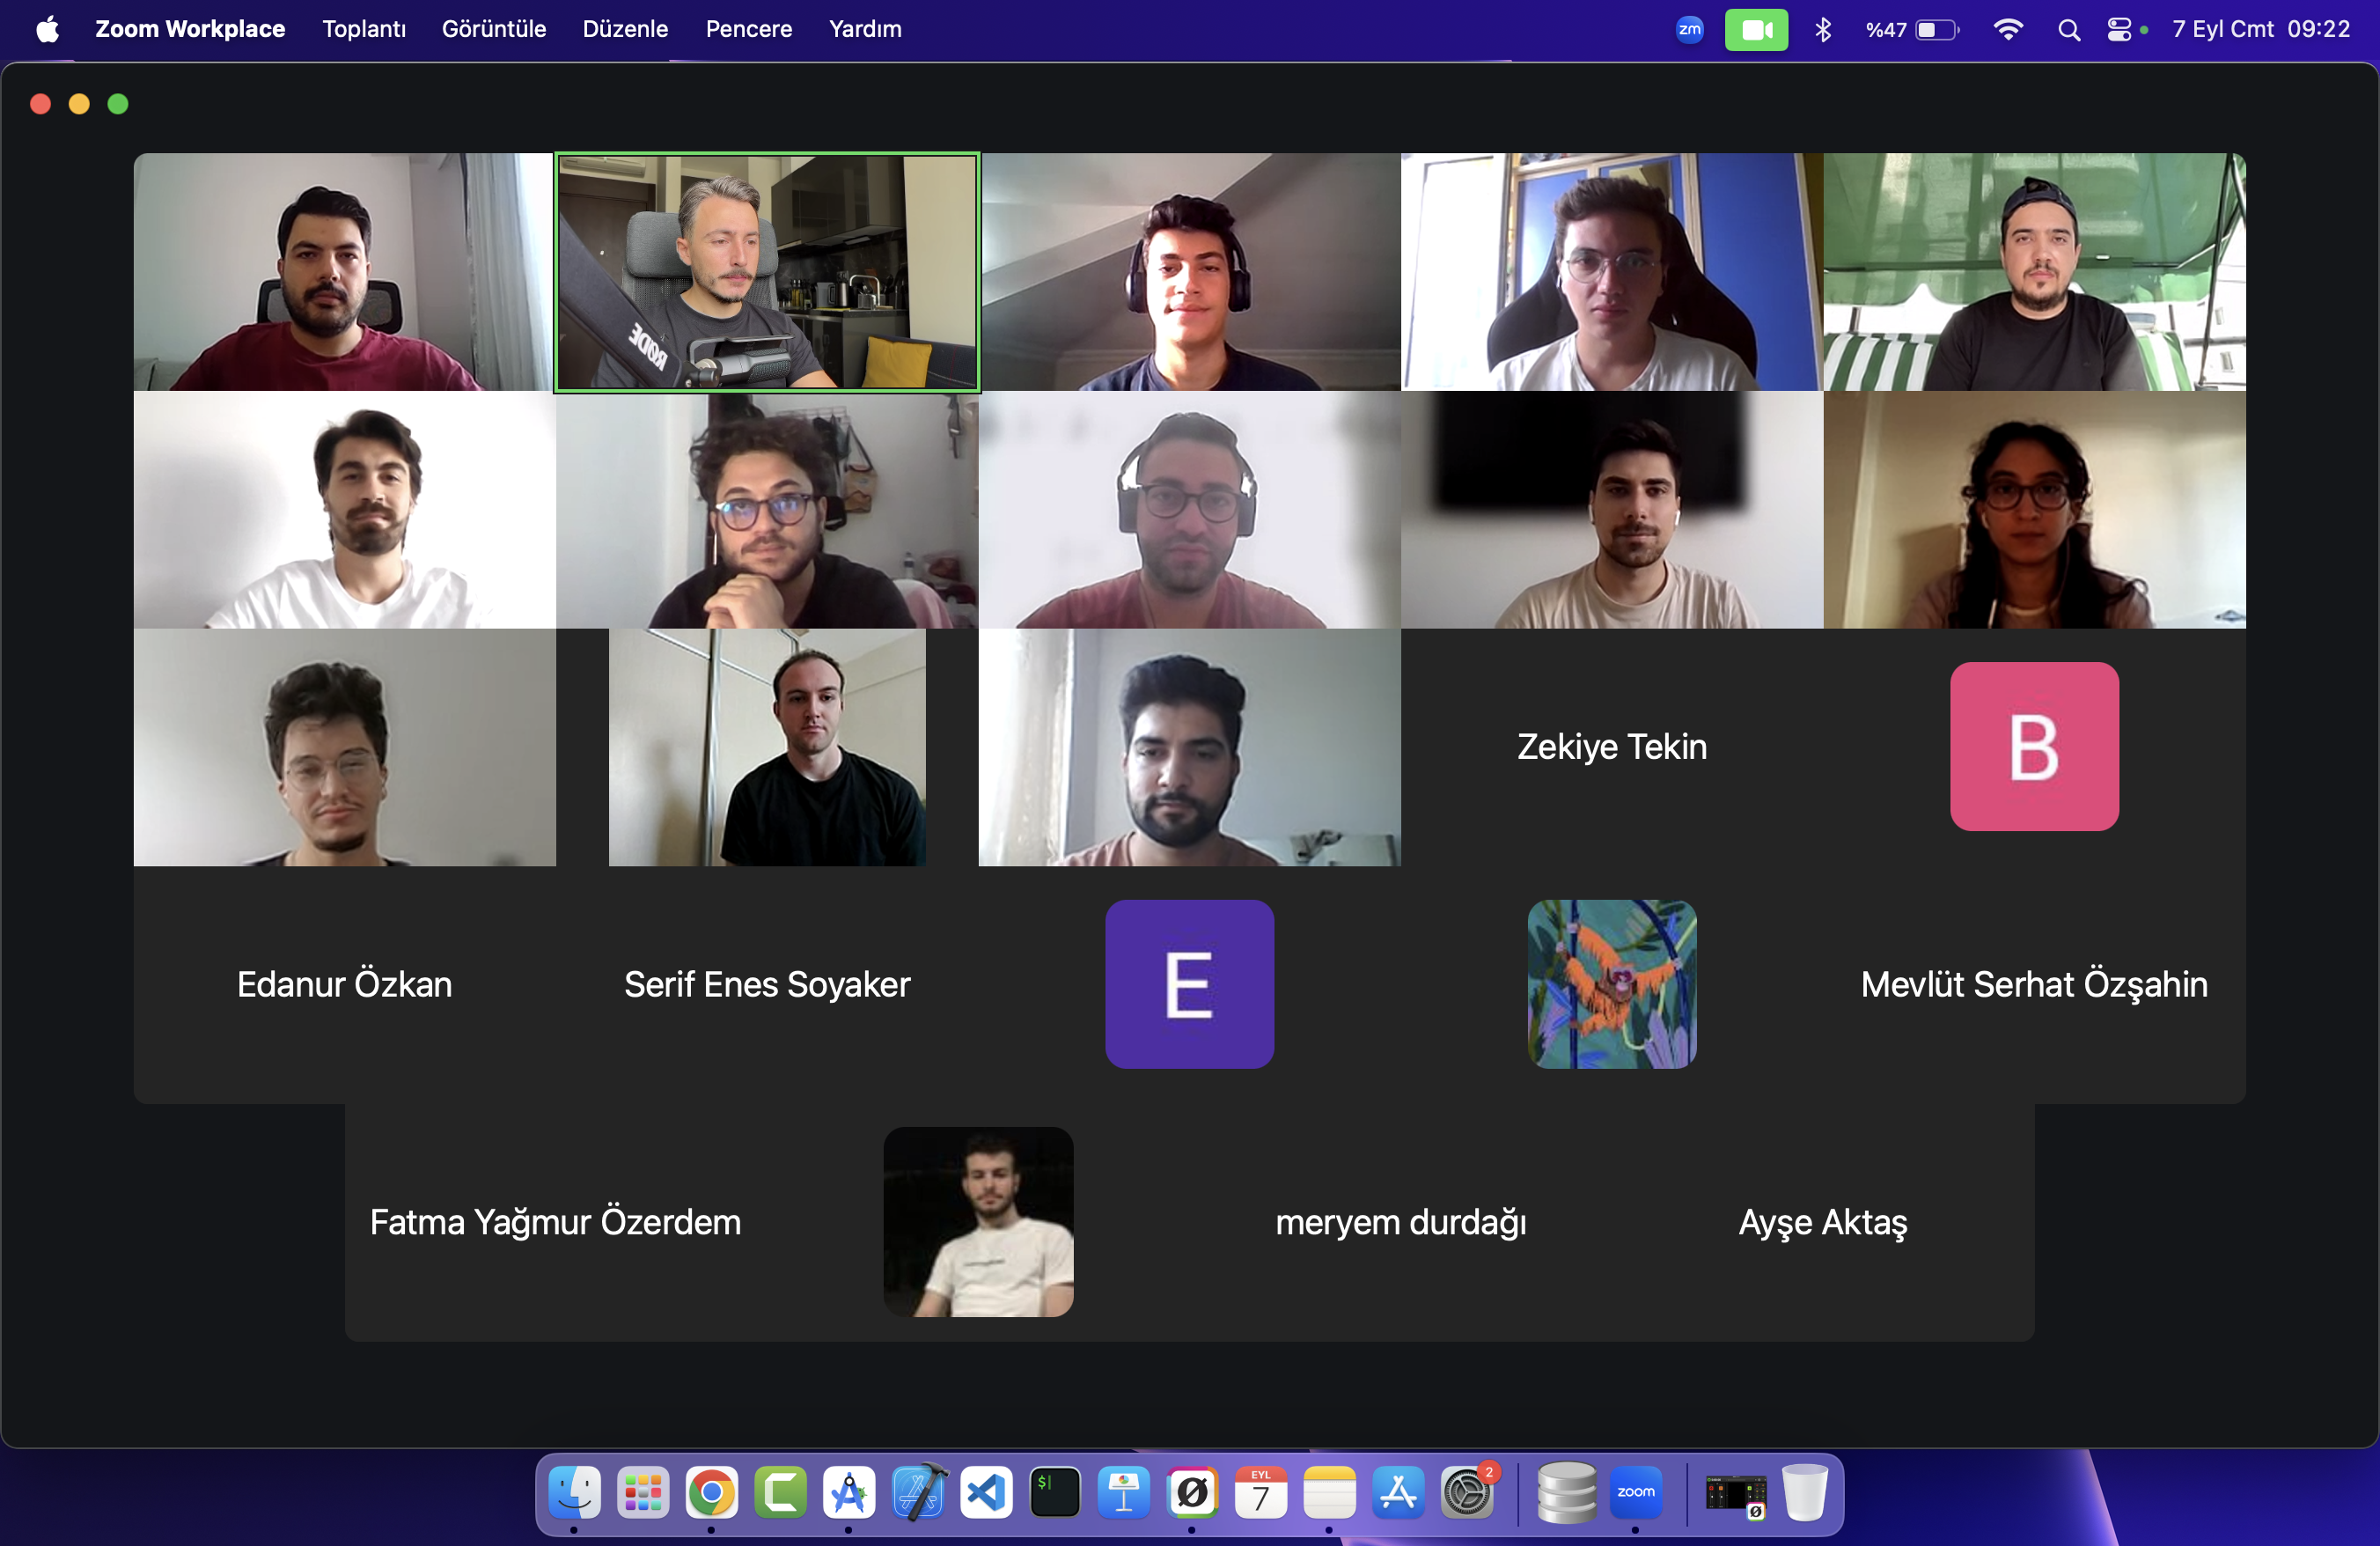 Zoom Workplace Toplantı Görüntüle Düzenle Pencere Yardım zm %47 7 Eyl Cmt 09:22
RØDE
Zekiye Tekin
B
Edanur Özkan
Serif Enes Soyaker
E
Mevlüt Serhat Özşahin
Fatma Yağmur Özerdem
meryem durdağı
Ayşe Aktaş
$
EYL
7
2
zoom